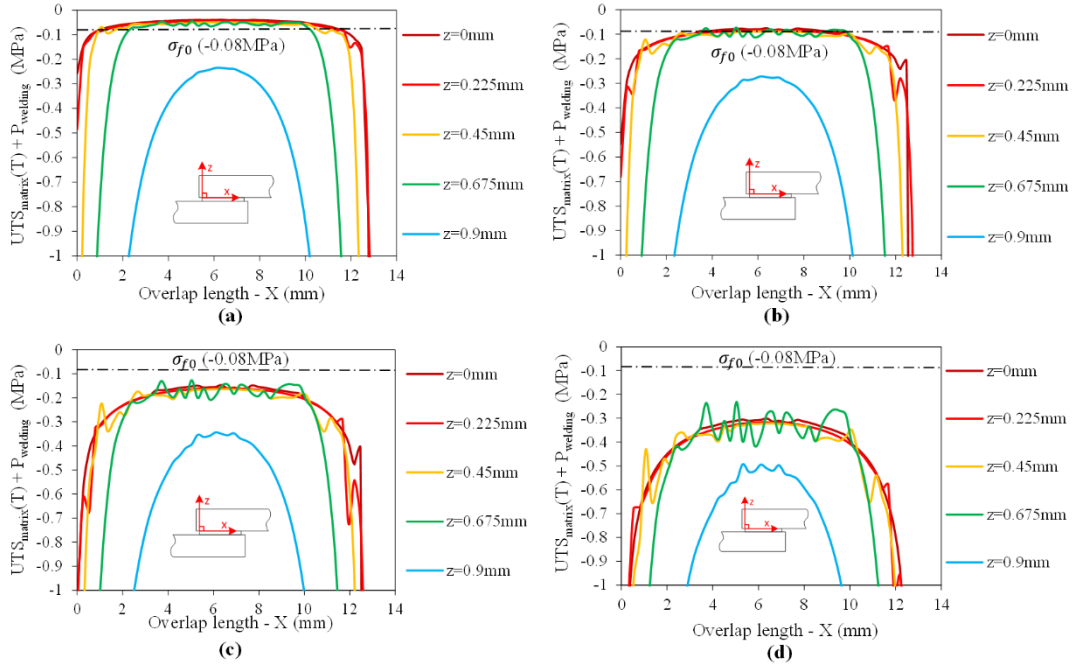 0
-0.1
-0.2
-0.3
-0.4
-0.5
-0.6
-0.7
-0.8
-0.9
-1
UTSmatrix(T) + Pwelding (MPa)
σf0 (-0.08MPa)
z
x
0 2 4 6 8 10 12 14
Overlap length - X (mm)
z=0mm
z=0.225mm
z=0.45mm
z=0.675mm
z=0.9mm
(a)
0
-0.1
-0.2
-0.3
-0.4
-0.5
-0.6
-0.7
-0.8
-0.9
-1
UTSmatrix(T) + Pwelding (MPa)
σf0 (-0.08MPa)
z
x
0 2 4 6 8 10 12 14
Overlap length - X (mm)
z=0mm
z=0.225mm
z=0.45mm
z=0.675mm
z=0.9mm
(b)
0
-0.1
-0.2
-0.3
-0.4
-0.5
-0.6
-0.7
-0.8
-0.9
-1
UTSmatrix(T) + Pwelding (MPa)
σf0 (-0.08MPa)
z
x
0 2 4 6 8 10 12 14
Overlap length - X (mm)
z=0mm
z=0.225mm
z=0.45mm
z=0.675mm
z=0.9mm
(c)
0
-0.1
-0.2
-0.3
-0.4
-0.5
-0.6
-0.7
-0.8
-0.9
-1
UTSmatrix(T) + Pwelding (MPa)
σf0 (-0.08MPa)
z
x
0 2 4 6 8 10 12 14
Overlap length - X (mm)
z=0mm
z=0.225mm
z=0.45mm
z=0.675mm
z=0.9mm
(d)